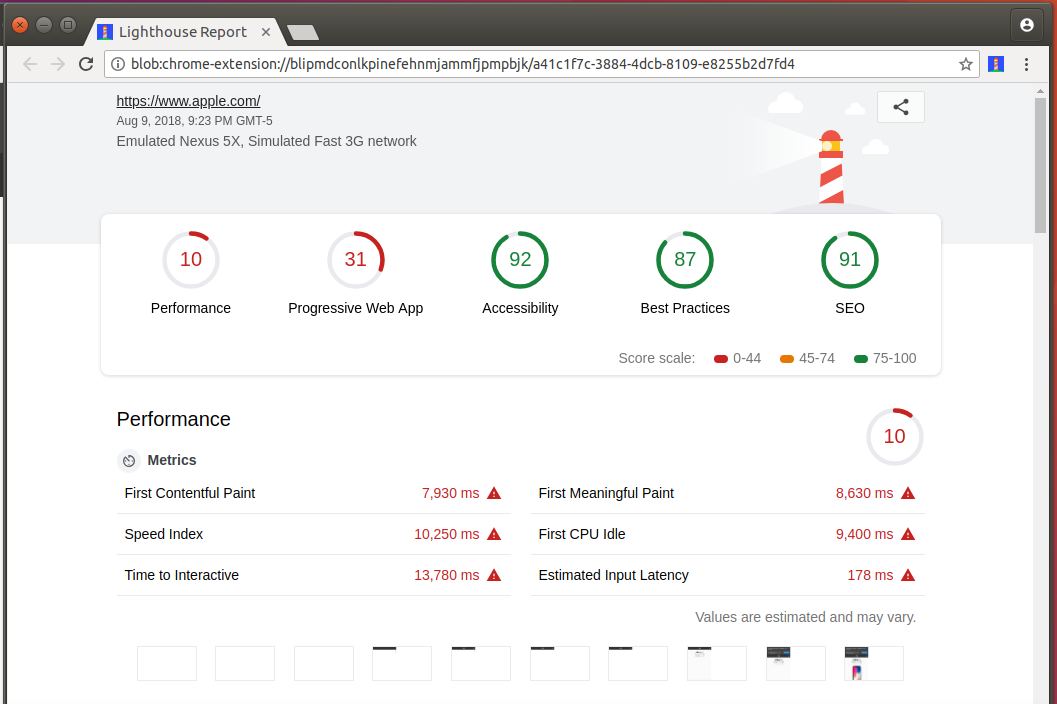 Lighthouse Report
blob:chrome-extension://blipmdconlkpinefehnmjammfjpmpbjk/a41c1f7c-3884-4dcb-8109-e8255b2d7fd4
https://www.apple.com/
Aug 9, 2018, 9:23 PM GMT-5
Emulated Nexus 5X, Simulated Fast 3G network
10 31 92 87 91
Performance Progressive Web App Accessibility Best Practices SEO
Score scale: 0-44 45-74 75-100
Performance
10
Metrics
First Contentful Paint 7,930 ms First Meaningful Paint 8,630 ms
Speed Index 10,250 ms First CPU Idle 9,400 ms
Time to Interactive 13,780 ms Estimated Input Latency 178 ms
Values are estimated and may vary.